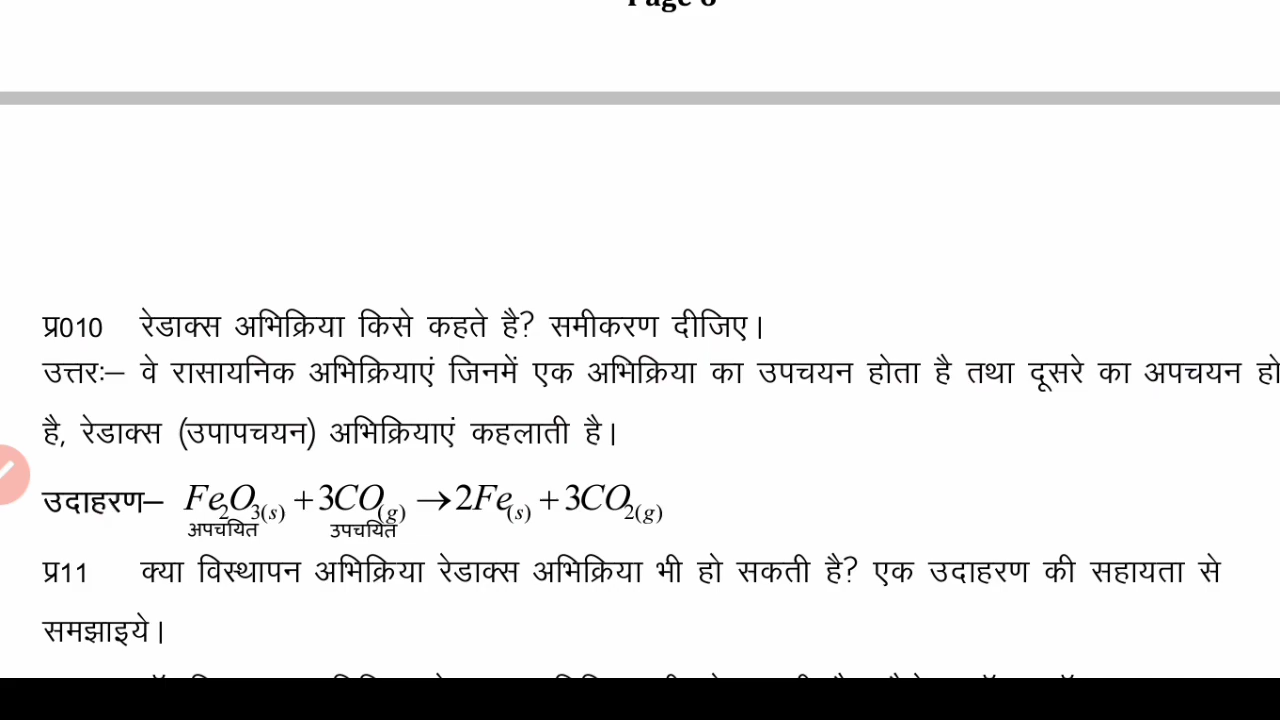 प्र010 रेडाक्स अभिक्रिया किसे कहते है? समीकरण दीजिए।
उत्तरः– वे रासायनिक अभिक्रियाएं जिनमें एक अभिक्रिया का उपचयन होता है तथा दूसरे का अपचयन हो
है, रेडाक्स (उपापचयन) अभिक्रियाएं कहलाती है।
उदाहरण– Fe2O3(s) + 3CO(g) → 2Fe(s) + 3CO2(g)
अपचयित उपचयित
प्र11 क्या विस्थापन अभिक्रिया रेडाक्स अभिक्रिया भी हो सकती है? एक उदाहरण की सहायता से
समझाइये।